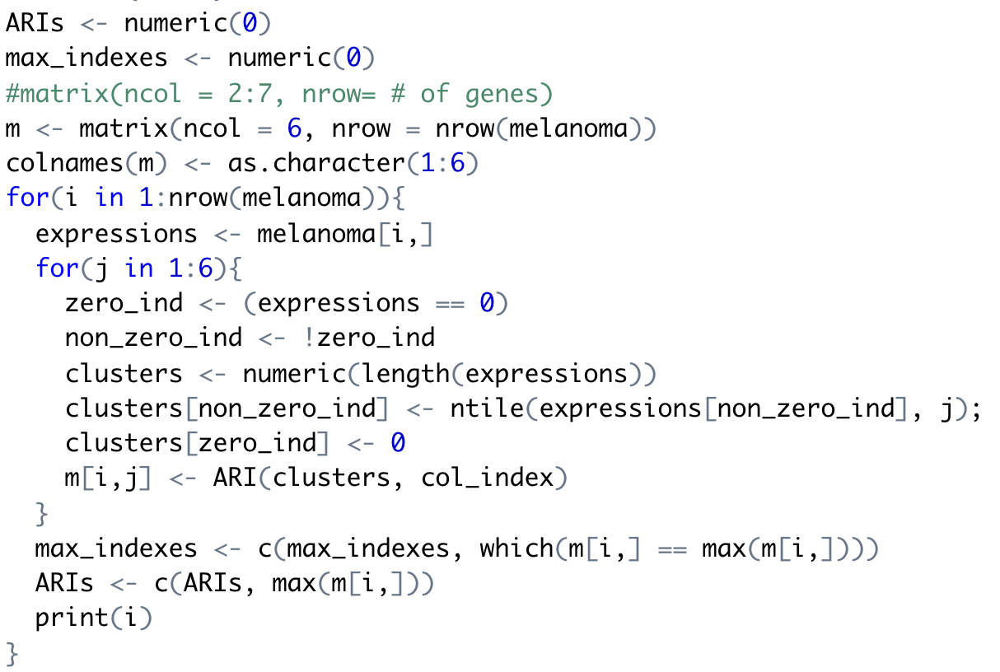 ARIs <- numeric(0)
max_indexes <- numeric(0)
#matrix(ncol = 2:7, nrow= # of genes)
m <- matrix(ncol = 6, nrow = nrow(melanoma))
colnames(m) <- as.character(1:6)
for(i in 1:nrow(melanoma)){
  expressions <- melanoma[i,]
  for(j in 1:6){
    zero_ind <- (expressions == 0)
    non_zero_ind <- !zero_ind
    clusters <- numeric(length(expressions))
    clusters[non_zero_ind] <- ntile(expressions[non_zero_ind], j);
    clusters[zero_ind] <- 0
    m[i,j] <- ARI(clusters, col_index)
  }
  max_indexes <- c(max_indexes, which(m[i,] == max(m[i,])))
  ARIs <- c(ARIs, max(m[i,]))
  print(i)
}